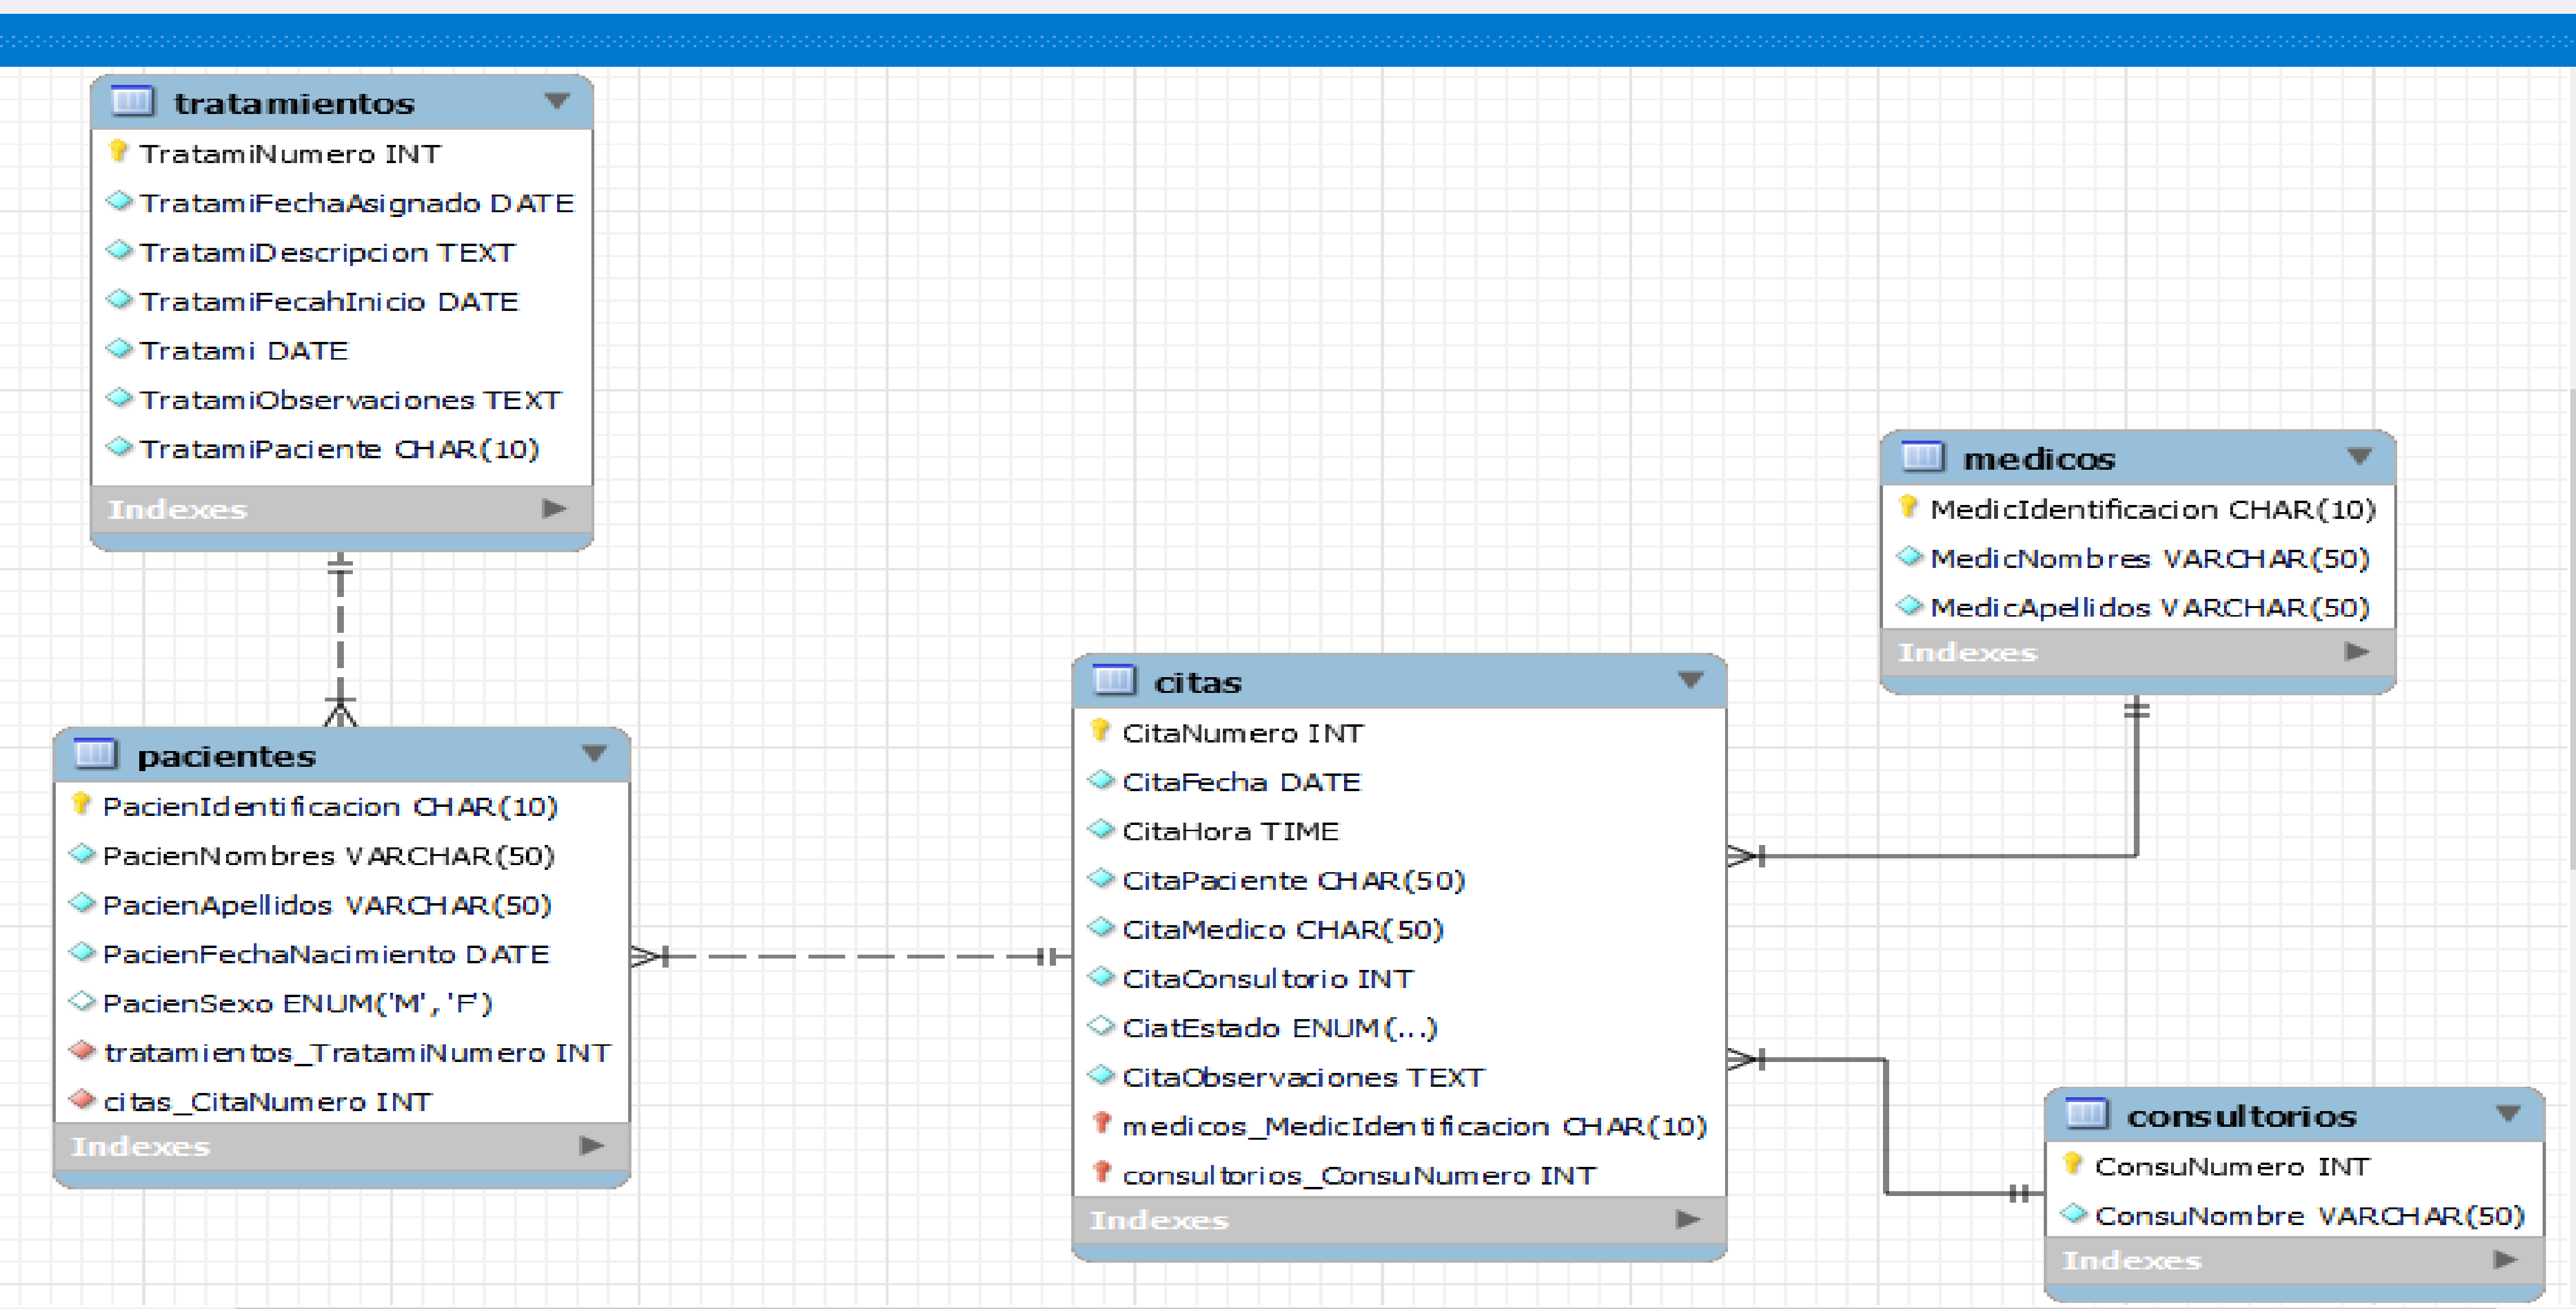 tratamientos
TratamiNumero INT
TratamiFechaAsignado DATE
TratamiDescripcion TEXT
TratamiFecahInicio DATE
Tratami DATE
TratamiObservaciones TEXT
TratamiPaciente CHAR(10)
Indexes
pacientes
PacienIdentificacion CHAR(10)
PacienNombres VARCHAR(50)
PacienApellidos VARCHAR(50)
PacienFechaNacimiento DATE
PacienSexo ENUM('M', 'F')
tratamientos_TratamiNumero INT
citas_CitaNumero INT
Indexes
citas
CitaNumero INT
CitaFecha DATE
CitaHora TIME
CitaPaciente CHAR(50)
CitaMedico CHAR(50)
CitaConsultorio INT
CiatEstado ENUM(...)
CitaObservaciones TEXT
medicos_MedicIdentificacion CHAR(10)
consultorios_ConsuNumero INT
Indexes
medicos
MedicIdentificacion CHAR(10)
MedicNombres VARCHAR(50)
MedicApellidos VARCHAR(50)
Indexes
consultorios
ConsuNumero INT
ConsuNombre VARCHAR(50)
Indexes